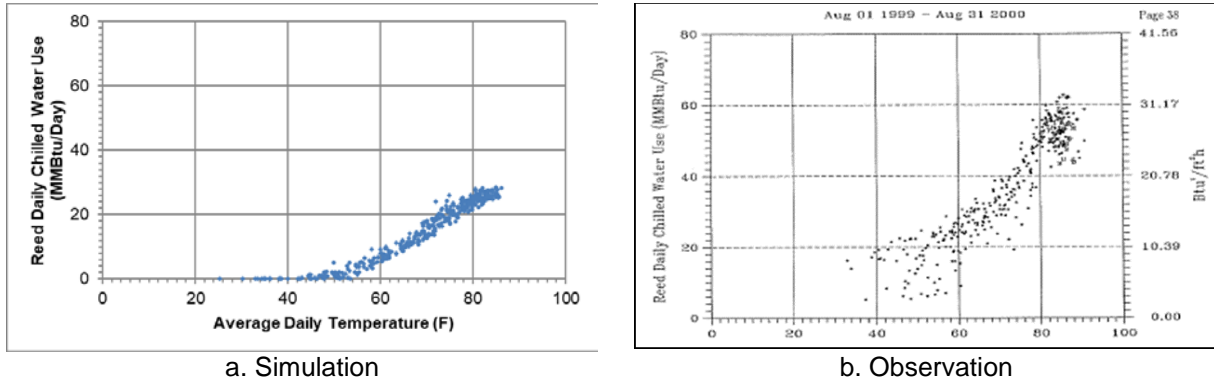 80
60
40
20
0
Reed Daily Chilled Water Use
(MMBtu/Day)
0 20 40 60 80 100
Average Daily Temperature (F)
a. Simulation
Aug 01 1999 - Aug 31 2000
Page 38
80
60
40
20
0
Reed Daily Chilled Water Use (MMBtu/Day)
41.56
31.17
20.78
10.39
0.00
Btu/ft²h
0 20 40 60 80 100
b. Observation